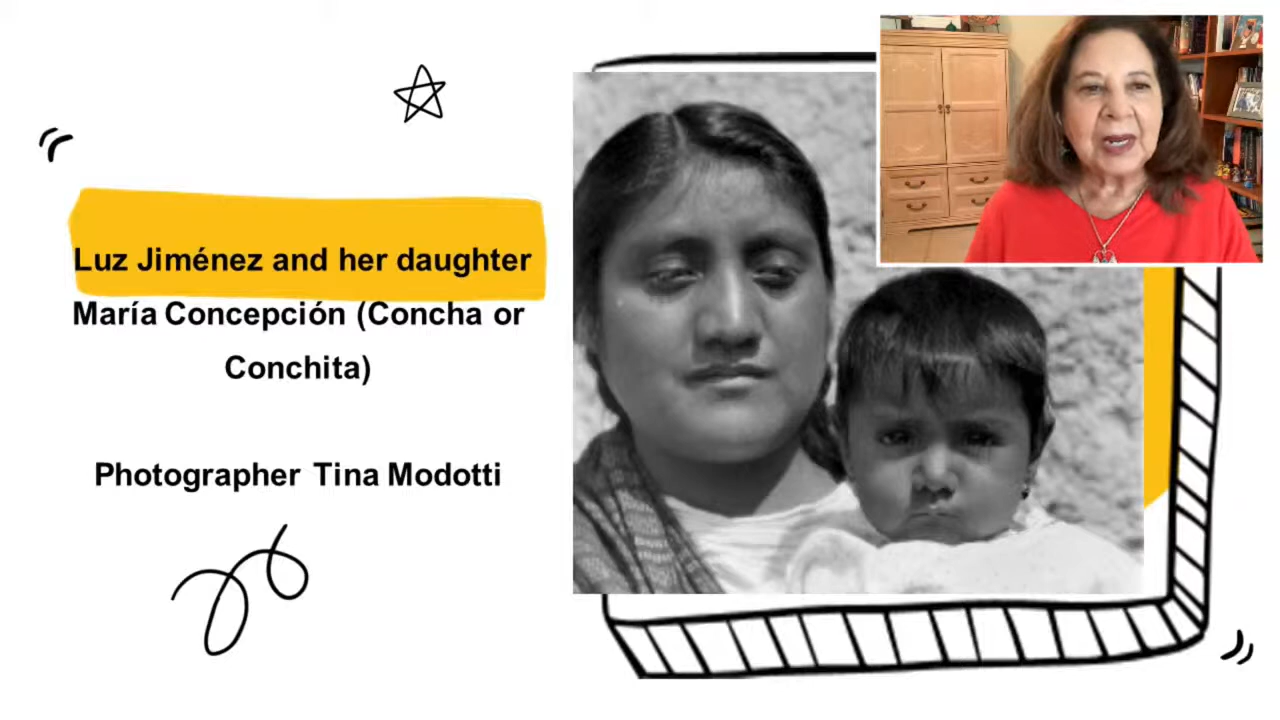 Luz Jiménez and her daughter
María Concepción (Concha or
Conchita)
Photographer Tina Modotti